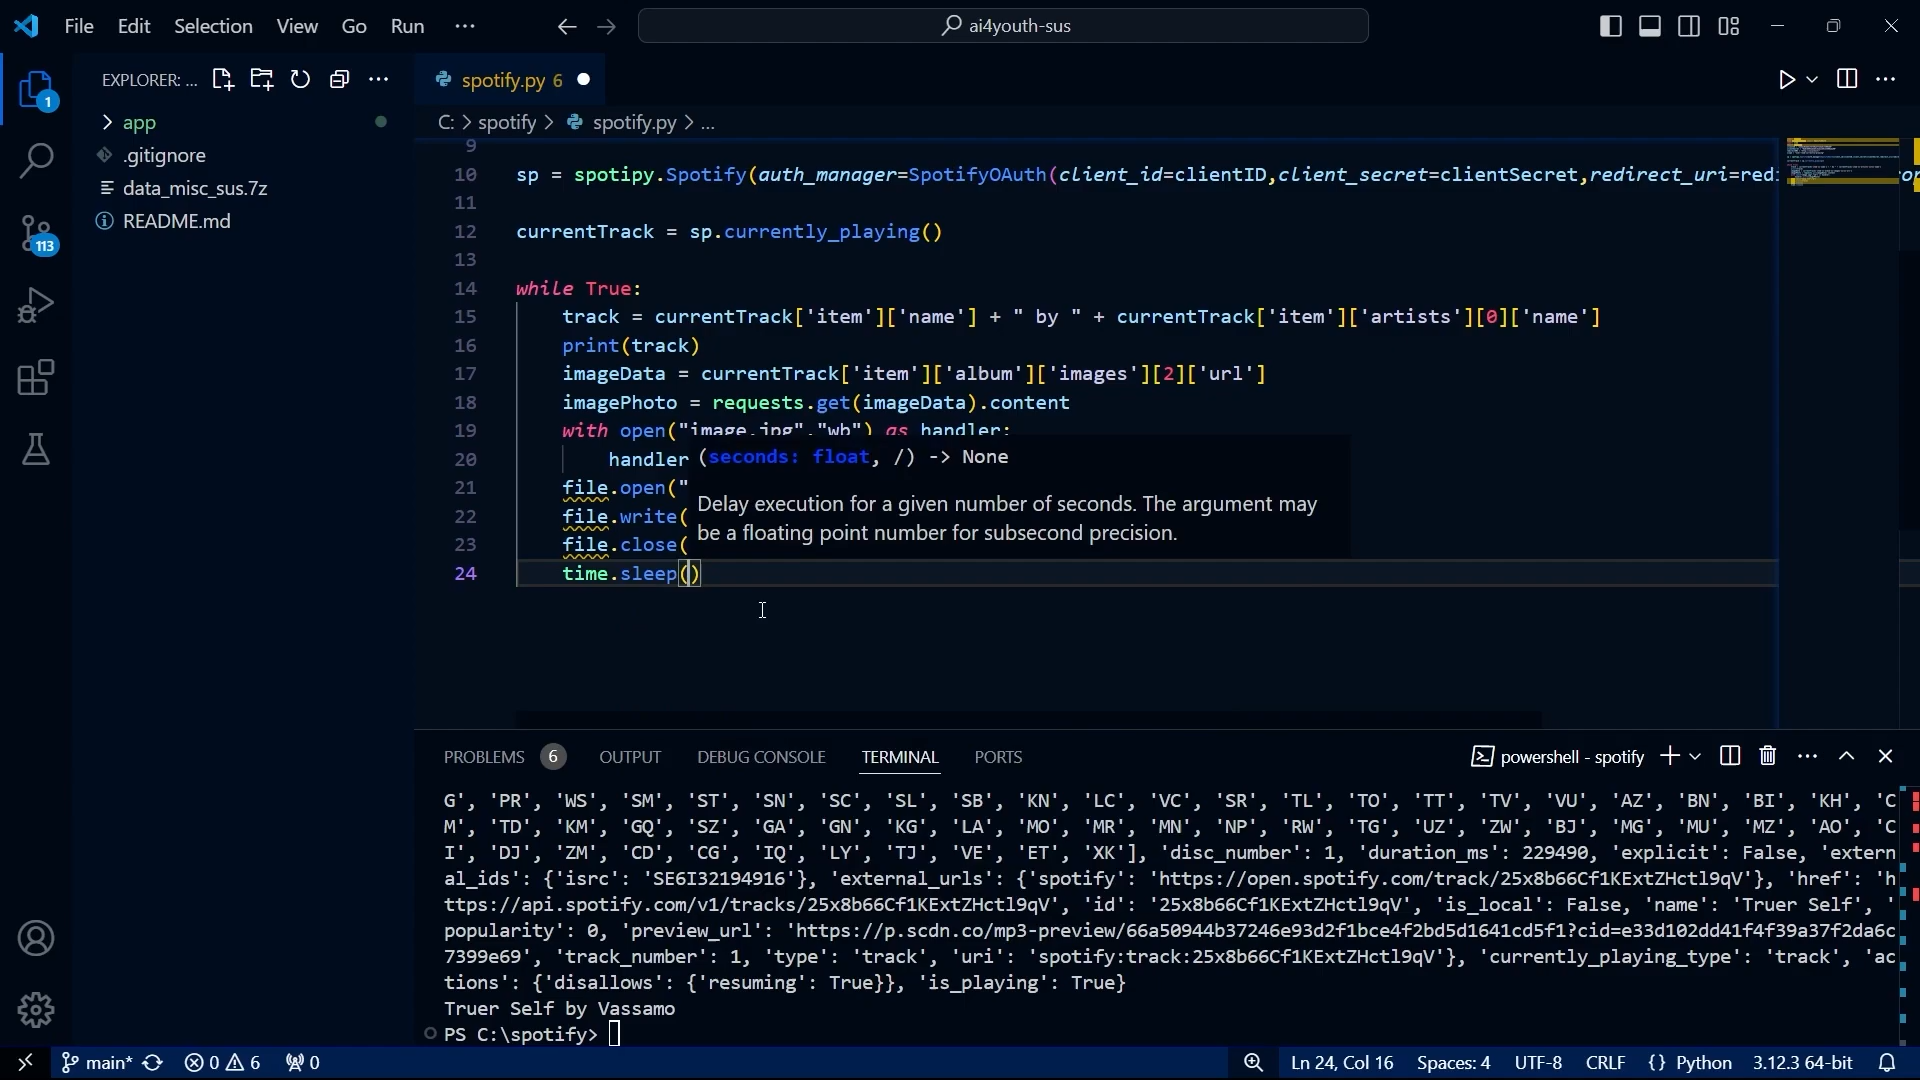 File Edit Selection View Go Run ai4youth-sus
EXPLORER: ...
spotify.py 6
app
.gitignore
data_misc_sus.7z
README.md
1
113
C: > spotify > spotify.py > ...
9
10 sp = spotipy.Spotify(auth_manager=SpotifyOAuth(client_id=clientID,client_secret=clientSecret,redirect_uri=redi
11
12 currentTrack = sp.currently_playing()
13
14 while True:
15 track = currentTrack['item']['name'] + " by " + currentTrack['item']['artists'][0]['name']
16 print(track)
17 imageData = currentTrack['item']['album']['images'][2]['url']
18 imagePhoto = requests.get(imageData).content
19 with open("image.jpg","wb") as handler:
20 handler
(seconds: float, /) -> None
21 file.open("
Delay execution for a given number of seconds. The argument may
22 file.write(
be a floating point number for subsecond precision.
23 file.close(
24 time.sleep()
PROBLEMS 6 OUTPUT DEBUG CONSOLE TERMINAL PORTS powershell - spotify
G', 'PR', 'WS', 'SM', 'ST', 'SN', 'SC', 'SL', 'SB', 'KN', 'LC', 'VC', 'SR', 'TL', 'TO', 'TT', 'TV', 'VU', 'AZ', 'BN', 'BI', 'KH', 'C
M', 'TD', 'KM', 'GQ', 'SZ', 'GA', 'GN', 'KG', 'LA', 'MO', 'MR', 'MN', 'NP', 'RW', 'TG', 'UZ', 'ZW', 'BJ', 'MG', 'MU', 'MZ', 'AO', 'C
I', 'DJ', 'ZM', 'CD', 'CG', 'IQ', 'LY', 'TJ', 'VE', 'ET', 'XK'], 'disc_number': 1, 'duration_ms': 229490, 'explicit': False, 'extern
al_ids': {'isrc': 'SE6I32194916'}, 'external_urls': {'spotify': 'https://open.spotify.com/track/25x8b66Cf1KExtZHctl9qV'}, 'href': 'h
ttps://api.spotify.com/v1/tracks/25x8b66Cf1KExtZHctl9qV', 'id': '25x8b66Cf1KExtZHctl9qV', 'is_local': False, 'name': 'Truer Self', '
popularity': 0, 'preview_url': 'https://p.scdn.co/mp3-preview/66a50944b37246e93d2f1bce4f2bd5d1641cd5f1?cid=e33d102dd41f4f39a37f2da6c
7399e69', 'track_number': 1, 'type': 'track', 'uri': 'spotify:track:25x8b66Cf1KExtZHctl9qV'}, 'currently_playing_type': 'track', 'ac
tions': {'disallows': {'resuming': True}}, 'is_playing': True}
Truer Self by Vassamo
PS C:\spotify>
main* 0 6 0 Ln 24, Col 16 Spaces: 4 UTF-8 CRLF {} Python 3.12.3 64-bit